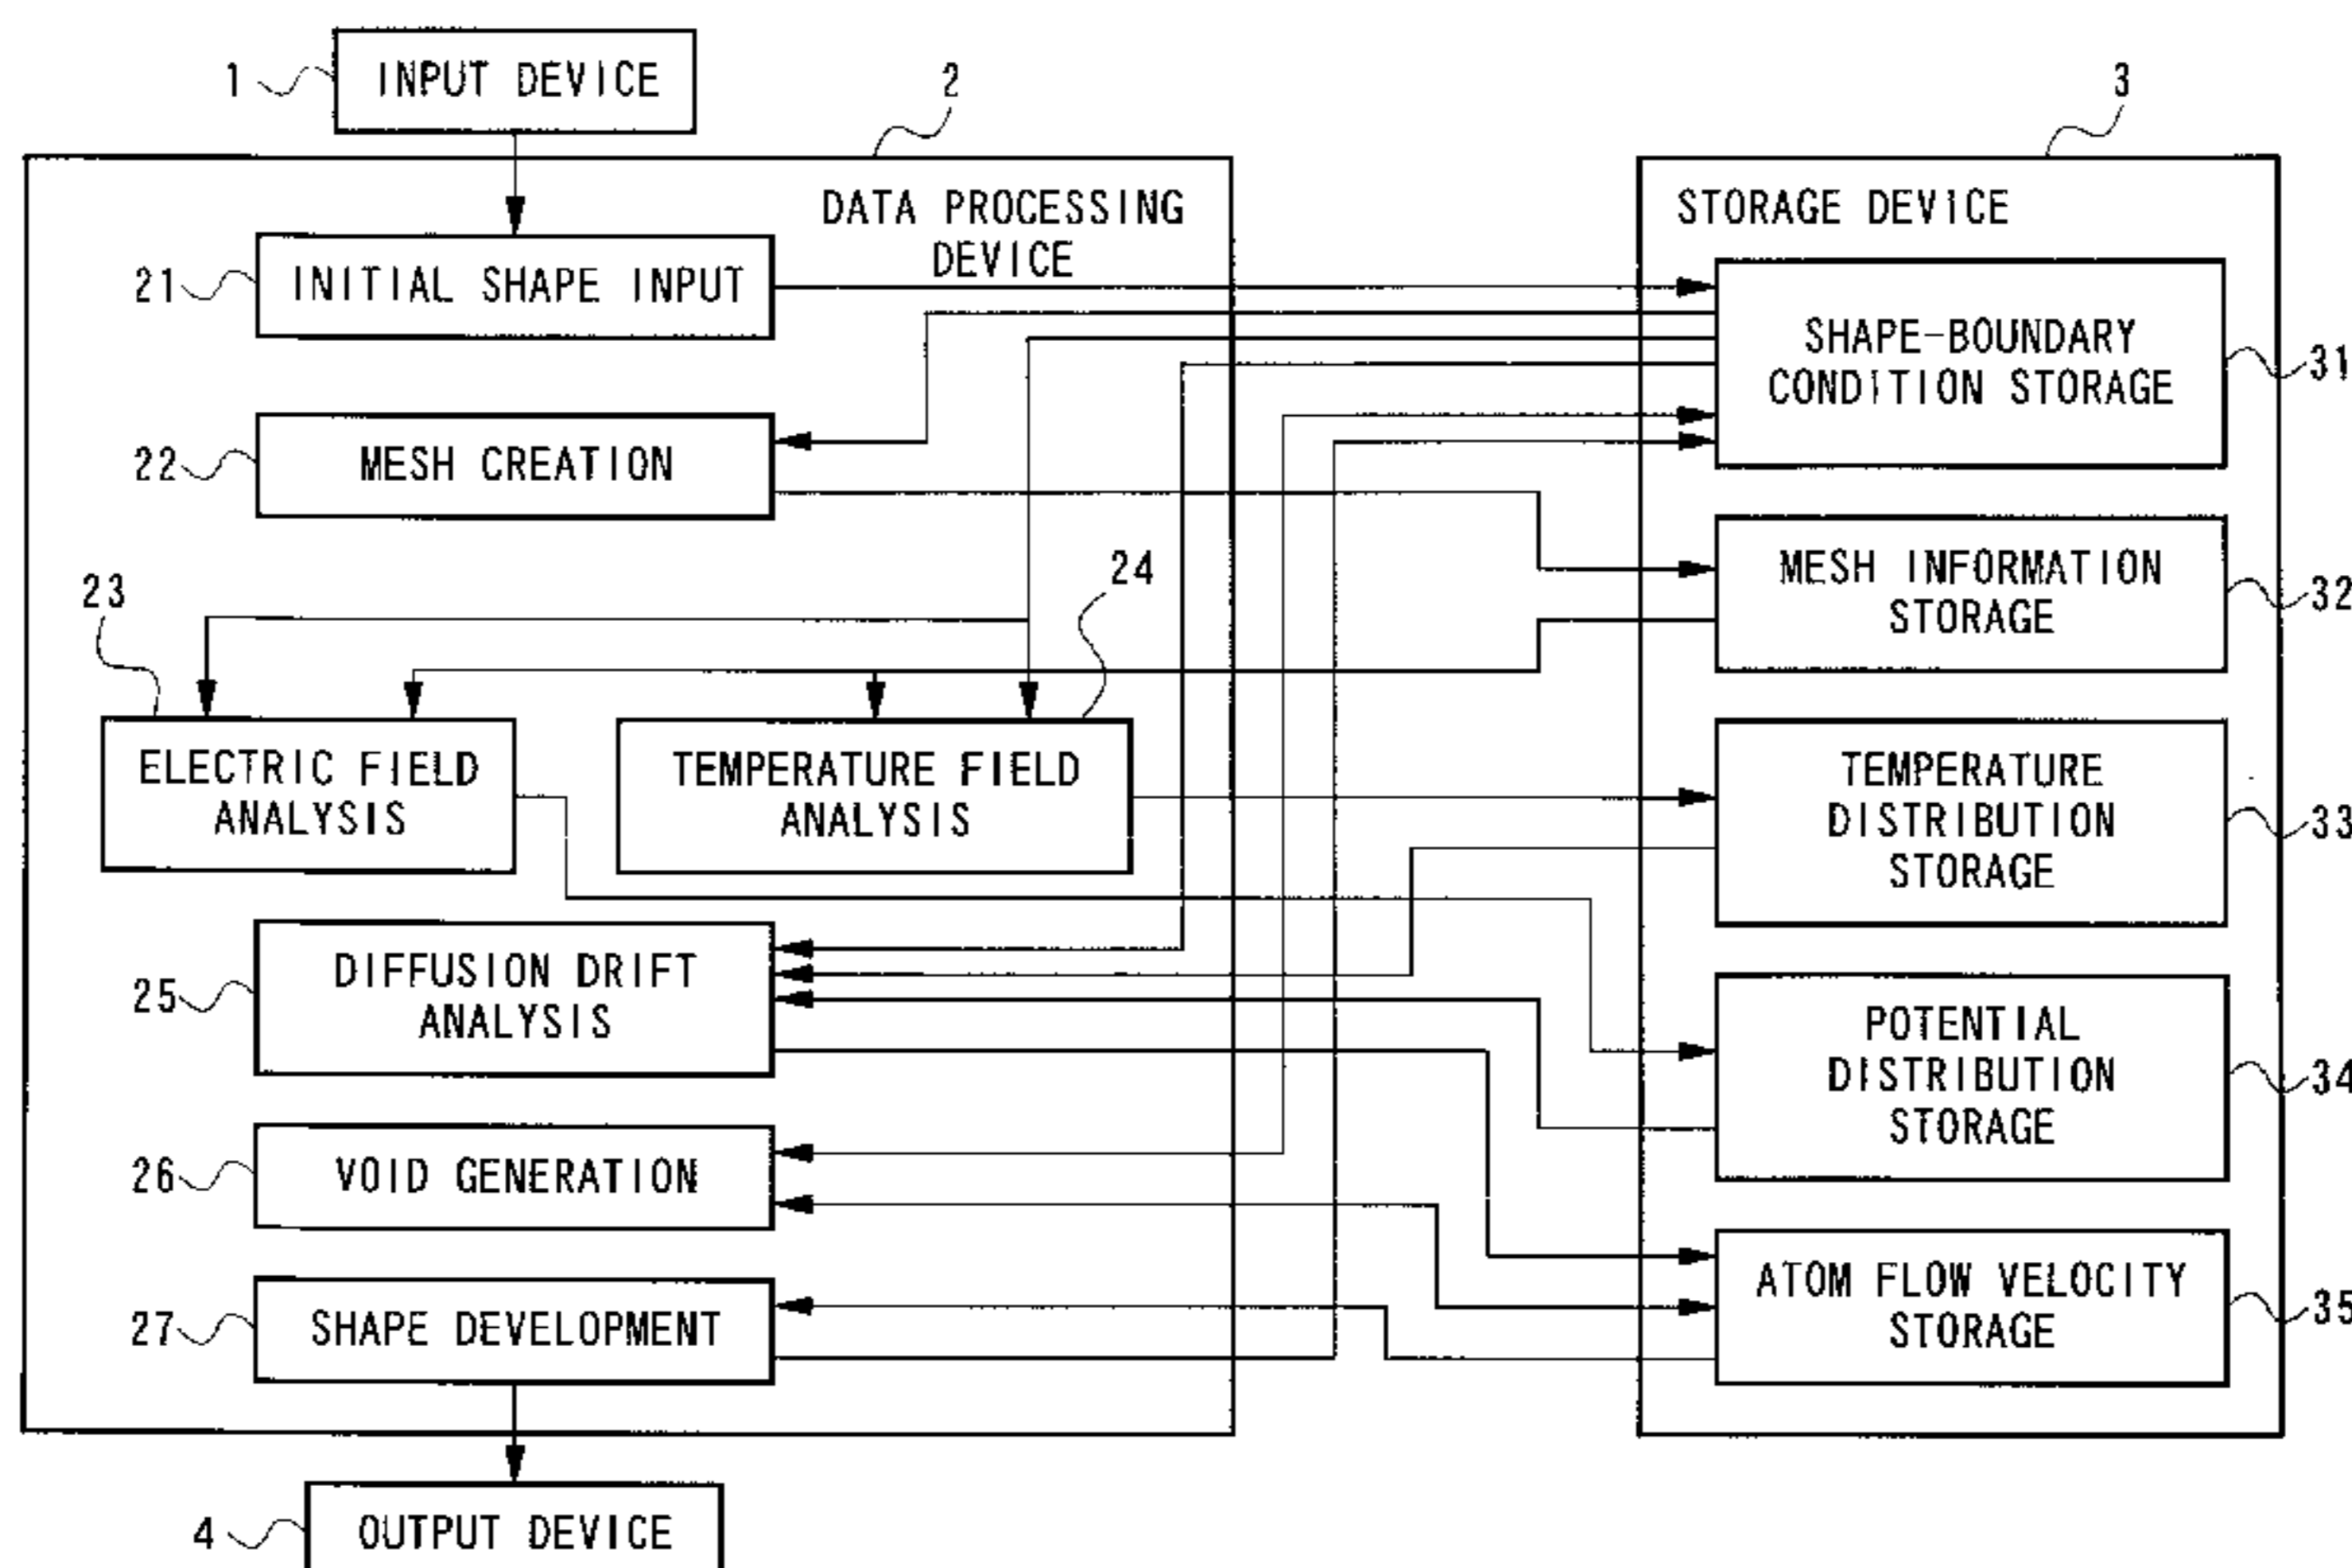 1
INPUT DEVICE
2
3
DATA PROCESSING
DEVICE
STORAGE DEVICE
21
INITIAL SHAPE INPUT
SHAPE-BOUNDARY
CONDITION STORAGE
31
22
MESH CREATION
24
MESH INFORMATION
STORAGE
32
23
ELECTRIC FIELD
ANALYSIS
TEMPERATURE FIELD
ANALYSIS
TEMPERATURE
DISTRIBUTION
STORAGE
33
25
DIFFUSION DRIFT
ANALYSIS
POTENTIAL
DISTRIBUTION
STORAGE
34
26
VOID GENERATION
27
SHAPE DEVELOPMENT
ATOM FLOW VELOCITY
STORAGE
35
4
OUTPUT DEVICE